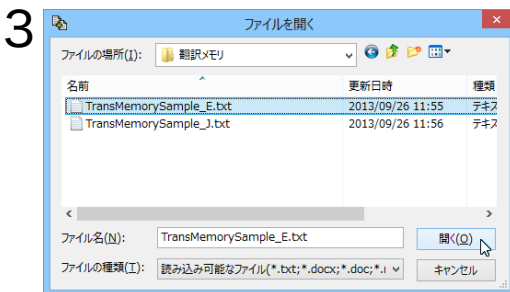 3
ファイルを開く
ファイルの場所(I): 翻訳メモリ
名前 更新日時 種類
TransMemorySample_E.txt 2013/09/26 11:55 テキス
TransMemorySample_J.txt 2013/09/26 11:56 テキス
ファイル名(N): TransMemorySample_E.txt 開く(O)
ファイルの種類(T): 読み込み可能なファイル(*.txt;*.docx;*.doc;*. キャンセル